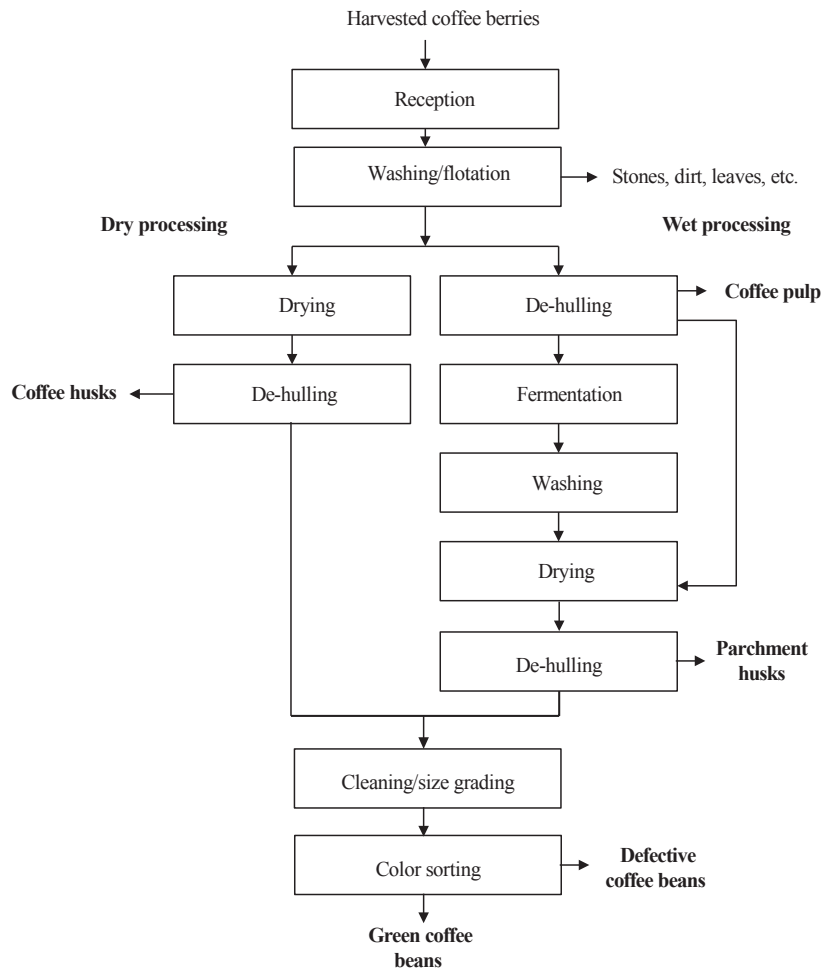 Harvested coffee berries
Reception
Washing/flotation
Stones, dirt, leaves, etc.
Dry processing
Wet processing
Drying
De-hulling
Coffee pulp
Coffee husks
De-hulling
Fermentation
Washing
Drying
De-hulling
Parchment
husks
Cleaning/size grading
Color sorting
Defective
coffee beans
Green coffee
beans